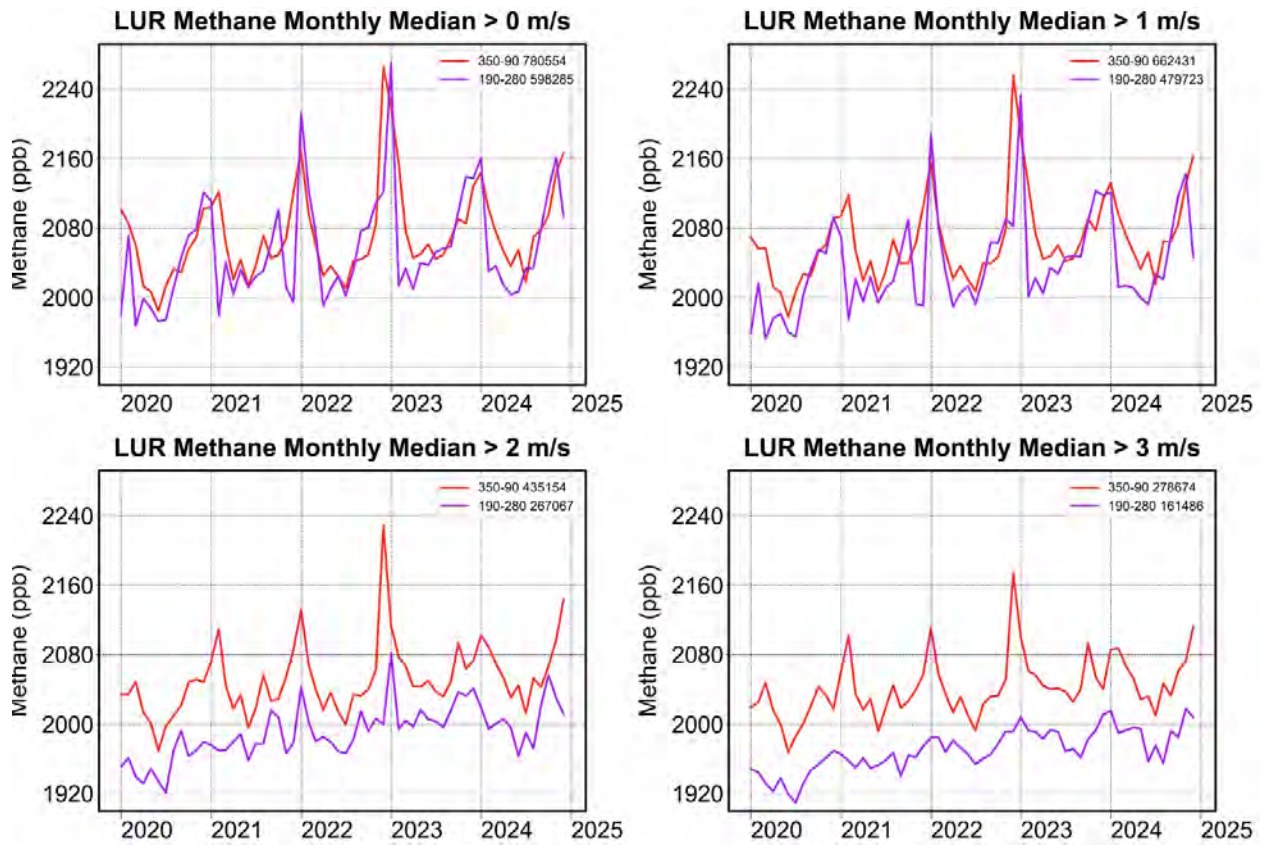 LUR Methane Monthly Median > 0 m/s
350-90 780554
190-280 598285
Methane (ppb)
2240
2160
2080
2000
1920
2020 2021 2022 2023 2024 2025
LUR Methane Monthly Median > 1 m/s
350-90 662431
190-280 479723
Methane (ppb)
2240
2160
2080
2000
1920
2020 2021 2022 2023 2024 2025
LUR Methane Monthly Median > 2 m/s
350-90 435154
190-280 267067
Methane (ppb)
2240
2160
2080
2000
1920
2020 2021 2022 2023 2024 2025
LUR Methane Monthly Median > 3 m/s
350-90 278674
190-280 161486
Methane (ppb)
2240
2160
2080
2000
1920
2020 2021 2022 2023 2024 2025